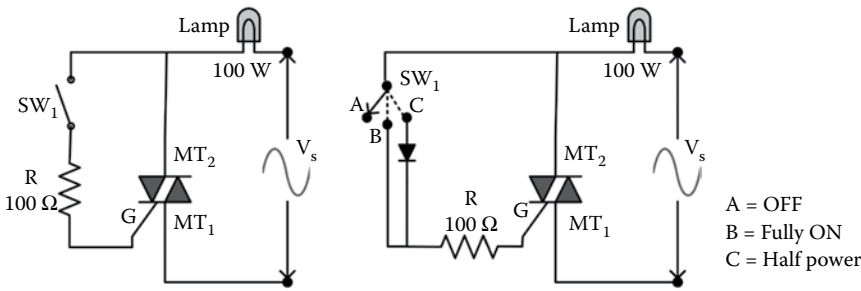 Lamp
100 W
SW1
R
100 Ω
MT2
G
MT1
Vs
Lamp
100 W
SW1
A
C
B
MT2
R
100 Ω
G
MT1
Vs
A = OFF
B = Fully ON
C = Half power